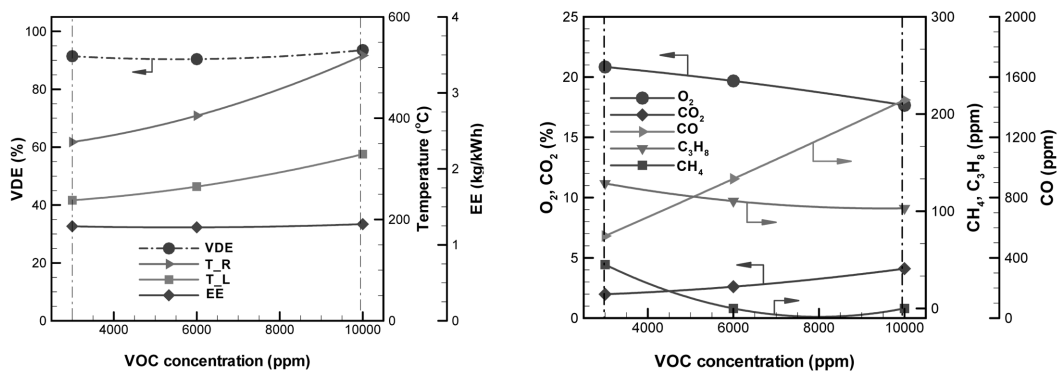 100
80
60
40
20
0
VDE (%)
4000
6000
8000
10000
VOC concentration (ppm)
600
400
200
0
Temperature (°C)
4
3
2
1
0
EE (kg/kWh)
VDE
T_R
T_L
EE
25
20
15
10
5
0
O₂, CO₂ (%)
4000
6000
8000
10000
VOC concentration (ppm)
300
200
100
0
CH₄, C₃H₈ (ppm)
2000
1600
1200
800
400
0
CO (ppm)
O₂
CO₂
CO
C₃H₈
CH₄